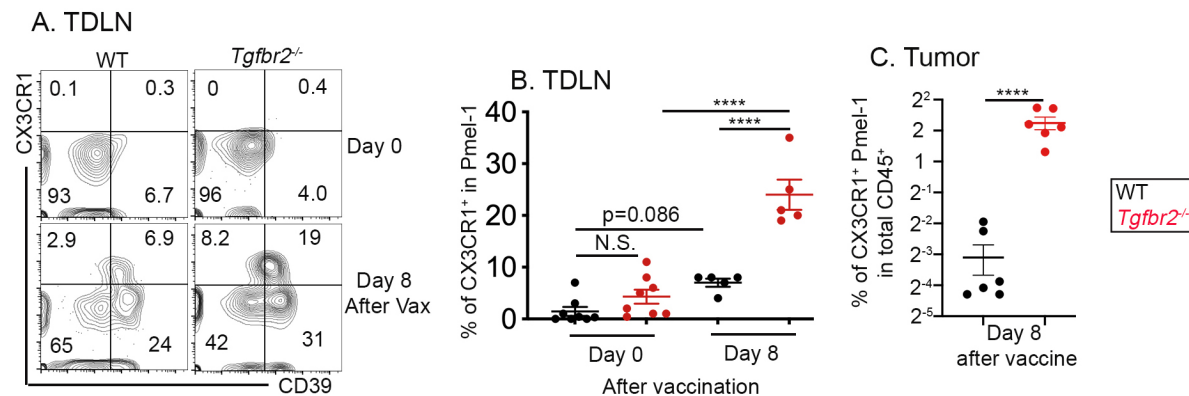 A. TDLN
WT
Tgfbr2-/-
CX3CR1
0.1
0.3
0
0.4
Day 0
93
6.7
96
4.0
2.9
6.9
8.2
19
Day 8
After Vax
65
24
42
31
CD39
B. TDLN
% of CX3CR1+ in Pmel-1
40
30
20
10
0
****
****
p=0.086
N.S.
Day 0
Day 8
After vaccination
C. Tumor
% of CX3CR1+ Pmel-1
in total CD45+
2^2
2
1
2^-1
2^-2
2^-3
2^-4
2^-5
****
Day 8
after vaccine
WT
Tgfbr2-/-